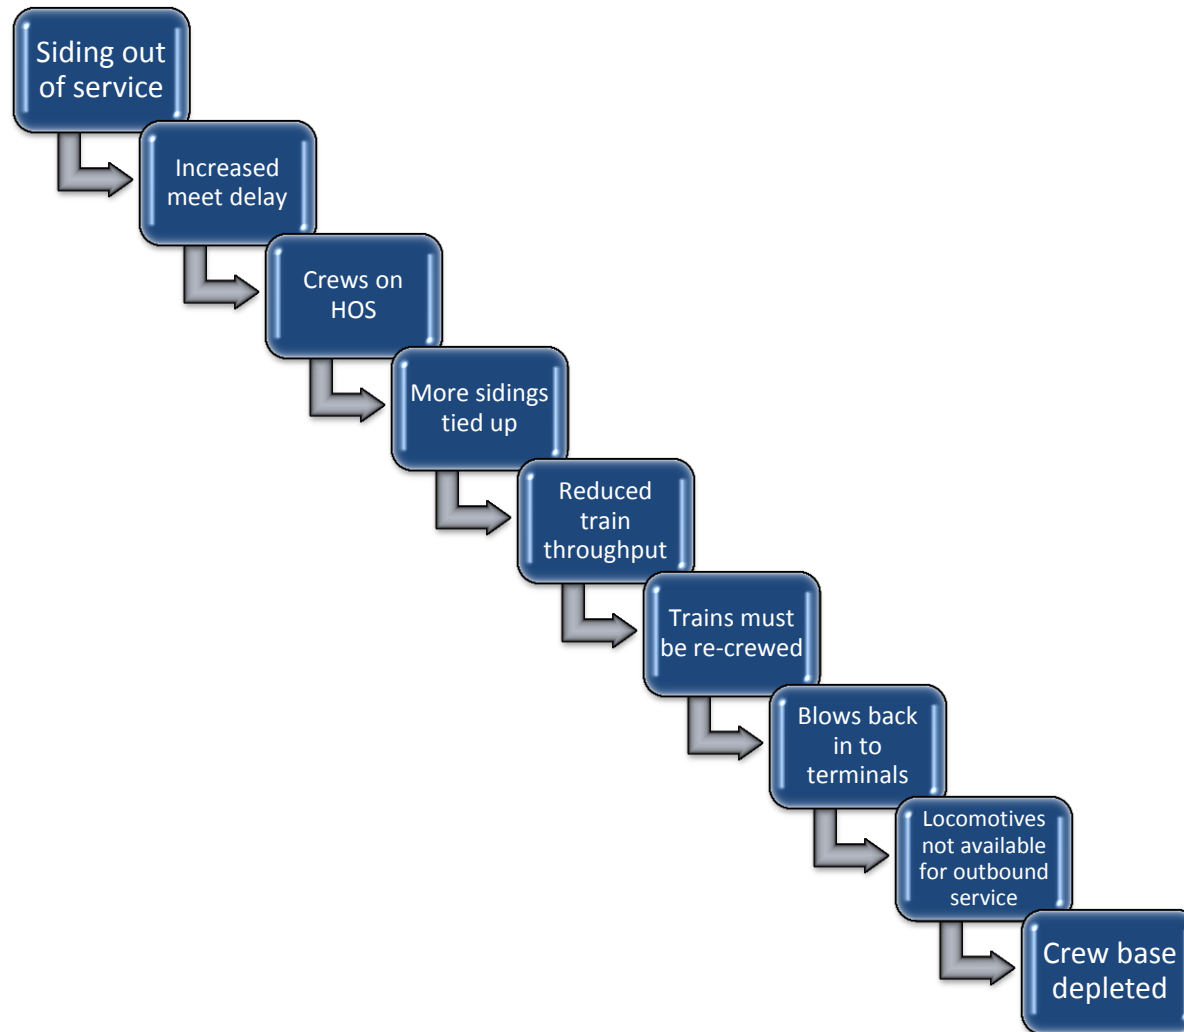 Siding out
of service
Increased
meet delay
Crews on
HOS
More sidings
tied up
Reduced
train
throughput
Trains must
be re-crewed
Blows back
in to
terminals
Locomotives
not available
for outbound
service
Crew base
depleted